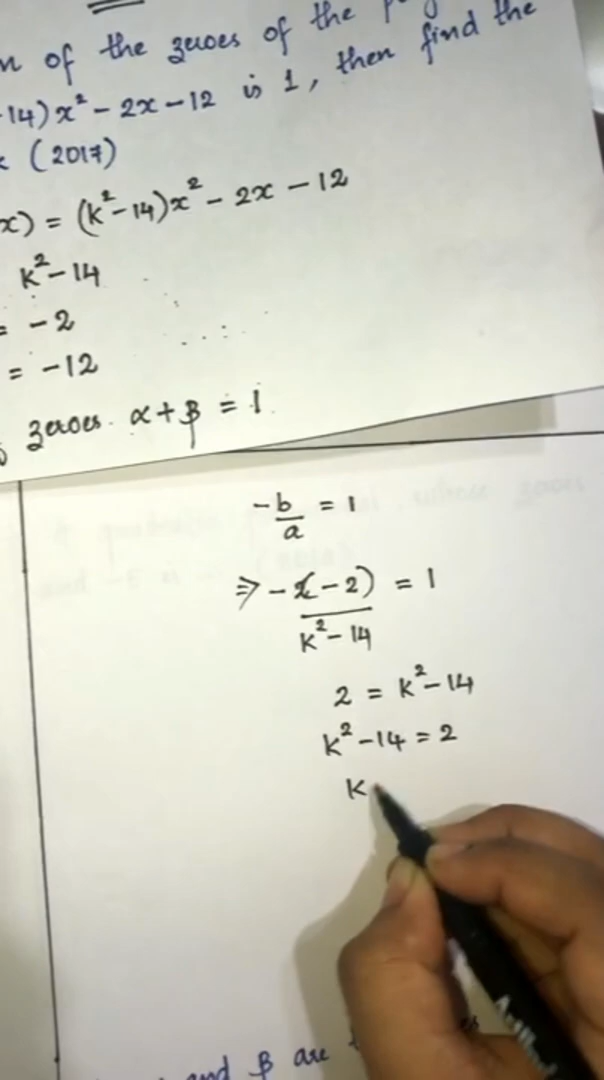 of the zeroes of the
14)x² - 2x - 12 is 1, then find the
(2017)
x) = (k² - 14)x² - 2x - 12
k² - 14
= -2
= -12
zeroes α + β = 1
-b/a = 1
⇒ -(-2)/k² - 14 = 1
2 = k² - 14
k² - 14 = 2
k
and β are